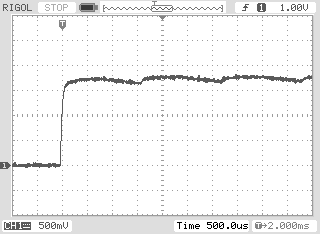 RIGOL STOP T f 1 1.00V
T
1
CH1 500mV Time 500.0us T→2.000ms